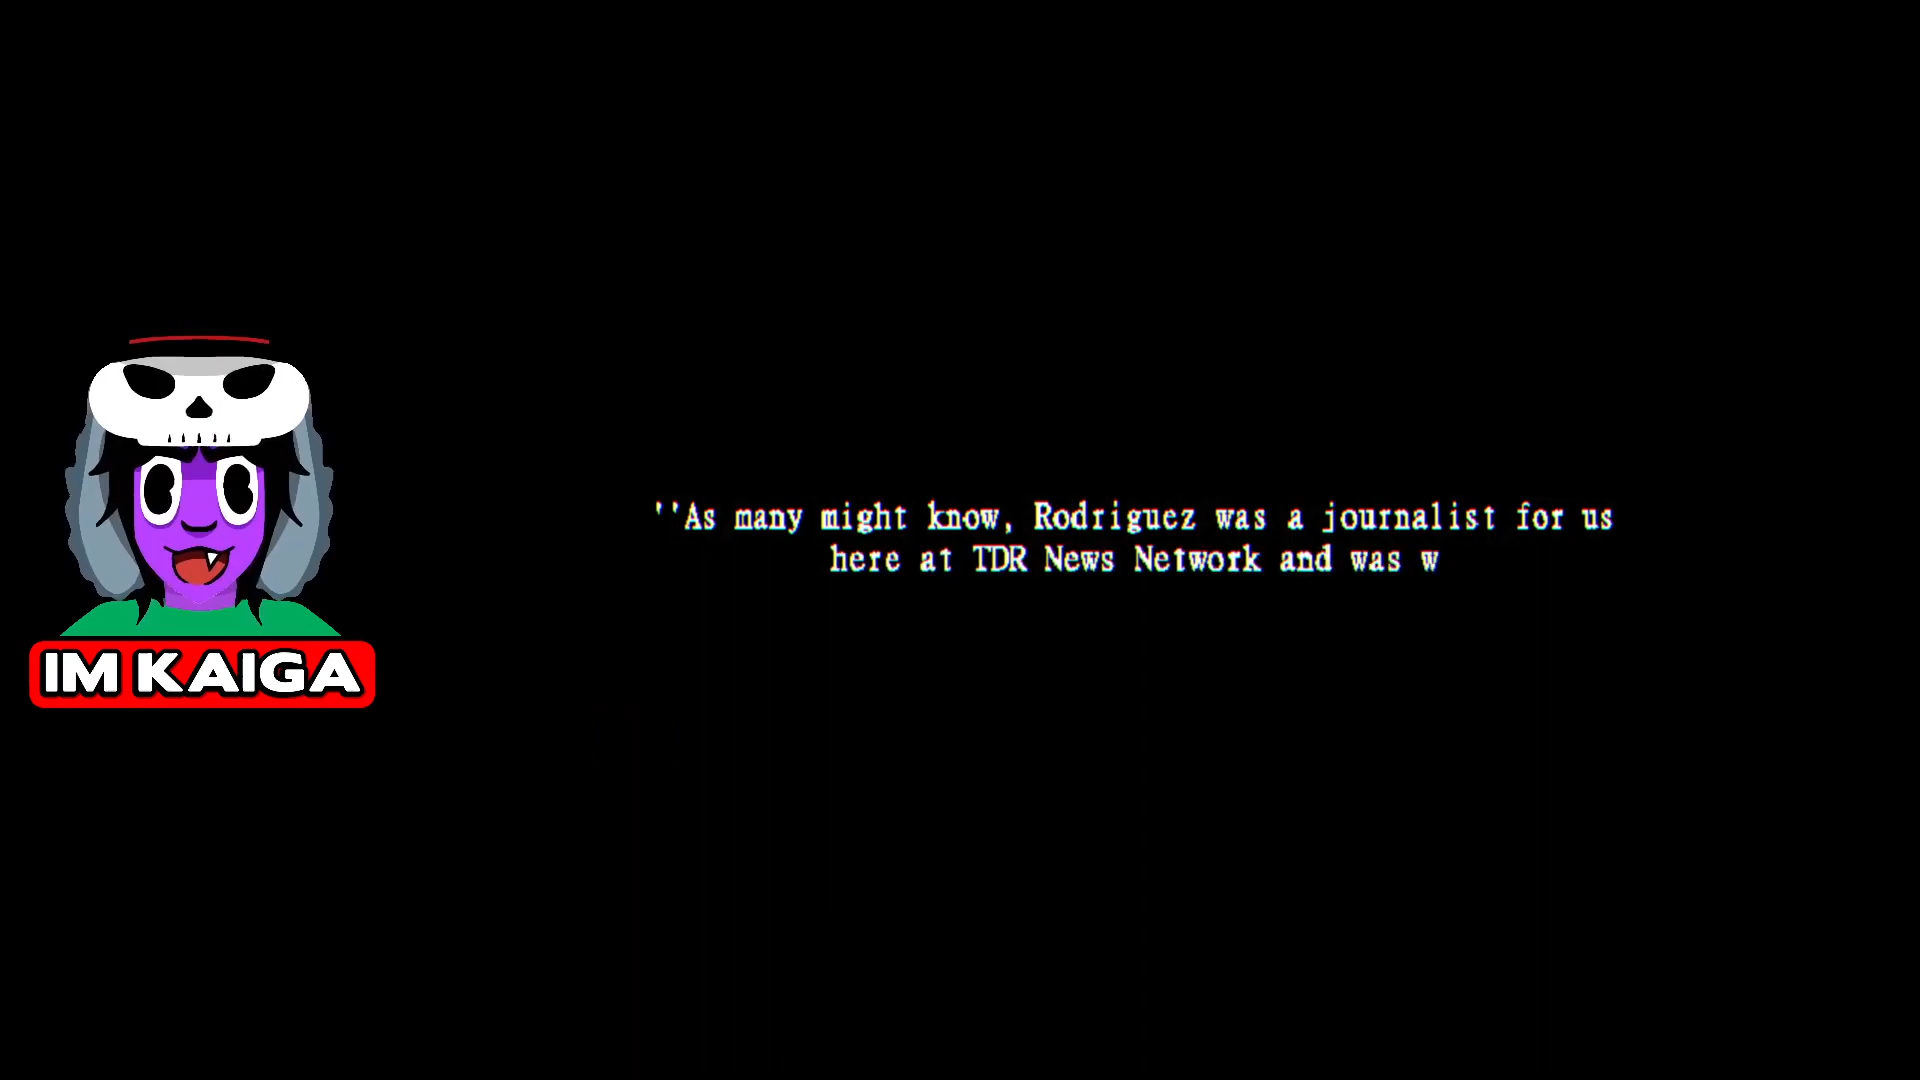 ''As many might know, Rodriguez was a journalist for us
here at TDR News Network and was w
IM KAIGA